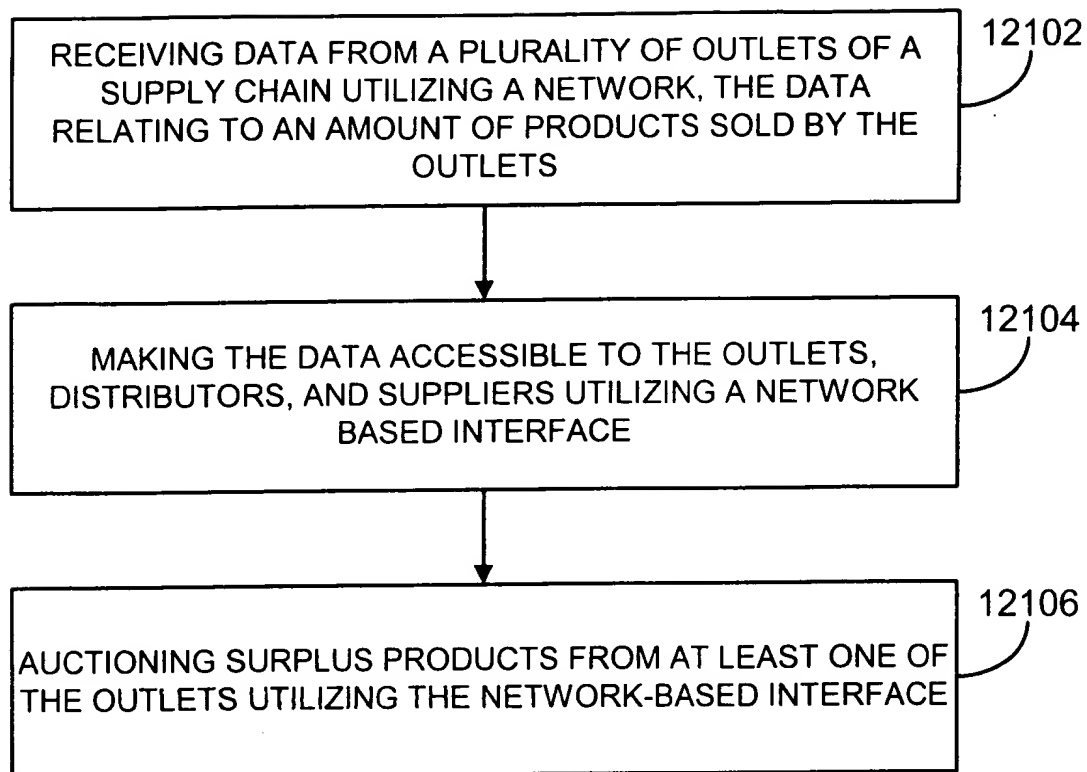 RECEIVING DATA FROM A PLURALITY OF OUTLETS OF A
SUPPLY CHAIN UTILIZING A NETWORK, THE DATA
RELATING TO AN AMOUNT OF PRODUCTS SOLD BY THE
OUTLETS
12102
MAKING THE DATA ACCESSIBLE TO THE OUTLETS,
DISTRIBUTORS, AND SUPPLIERS UTILIZING A NETWORK
BASED INTERFACE
12104
AUCTIONING SURPLUS PRODUCTS FROM AT LEAST ONE OF
THE OUTLETS UTILIZING THE NETWORK-BASED INTERFACE
12106